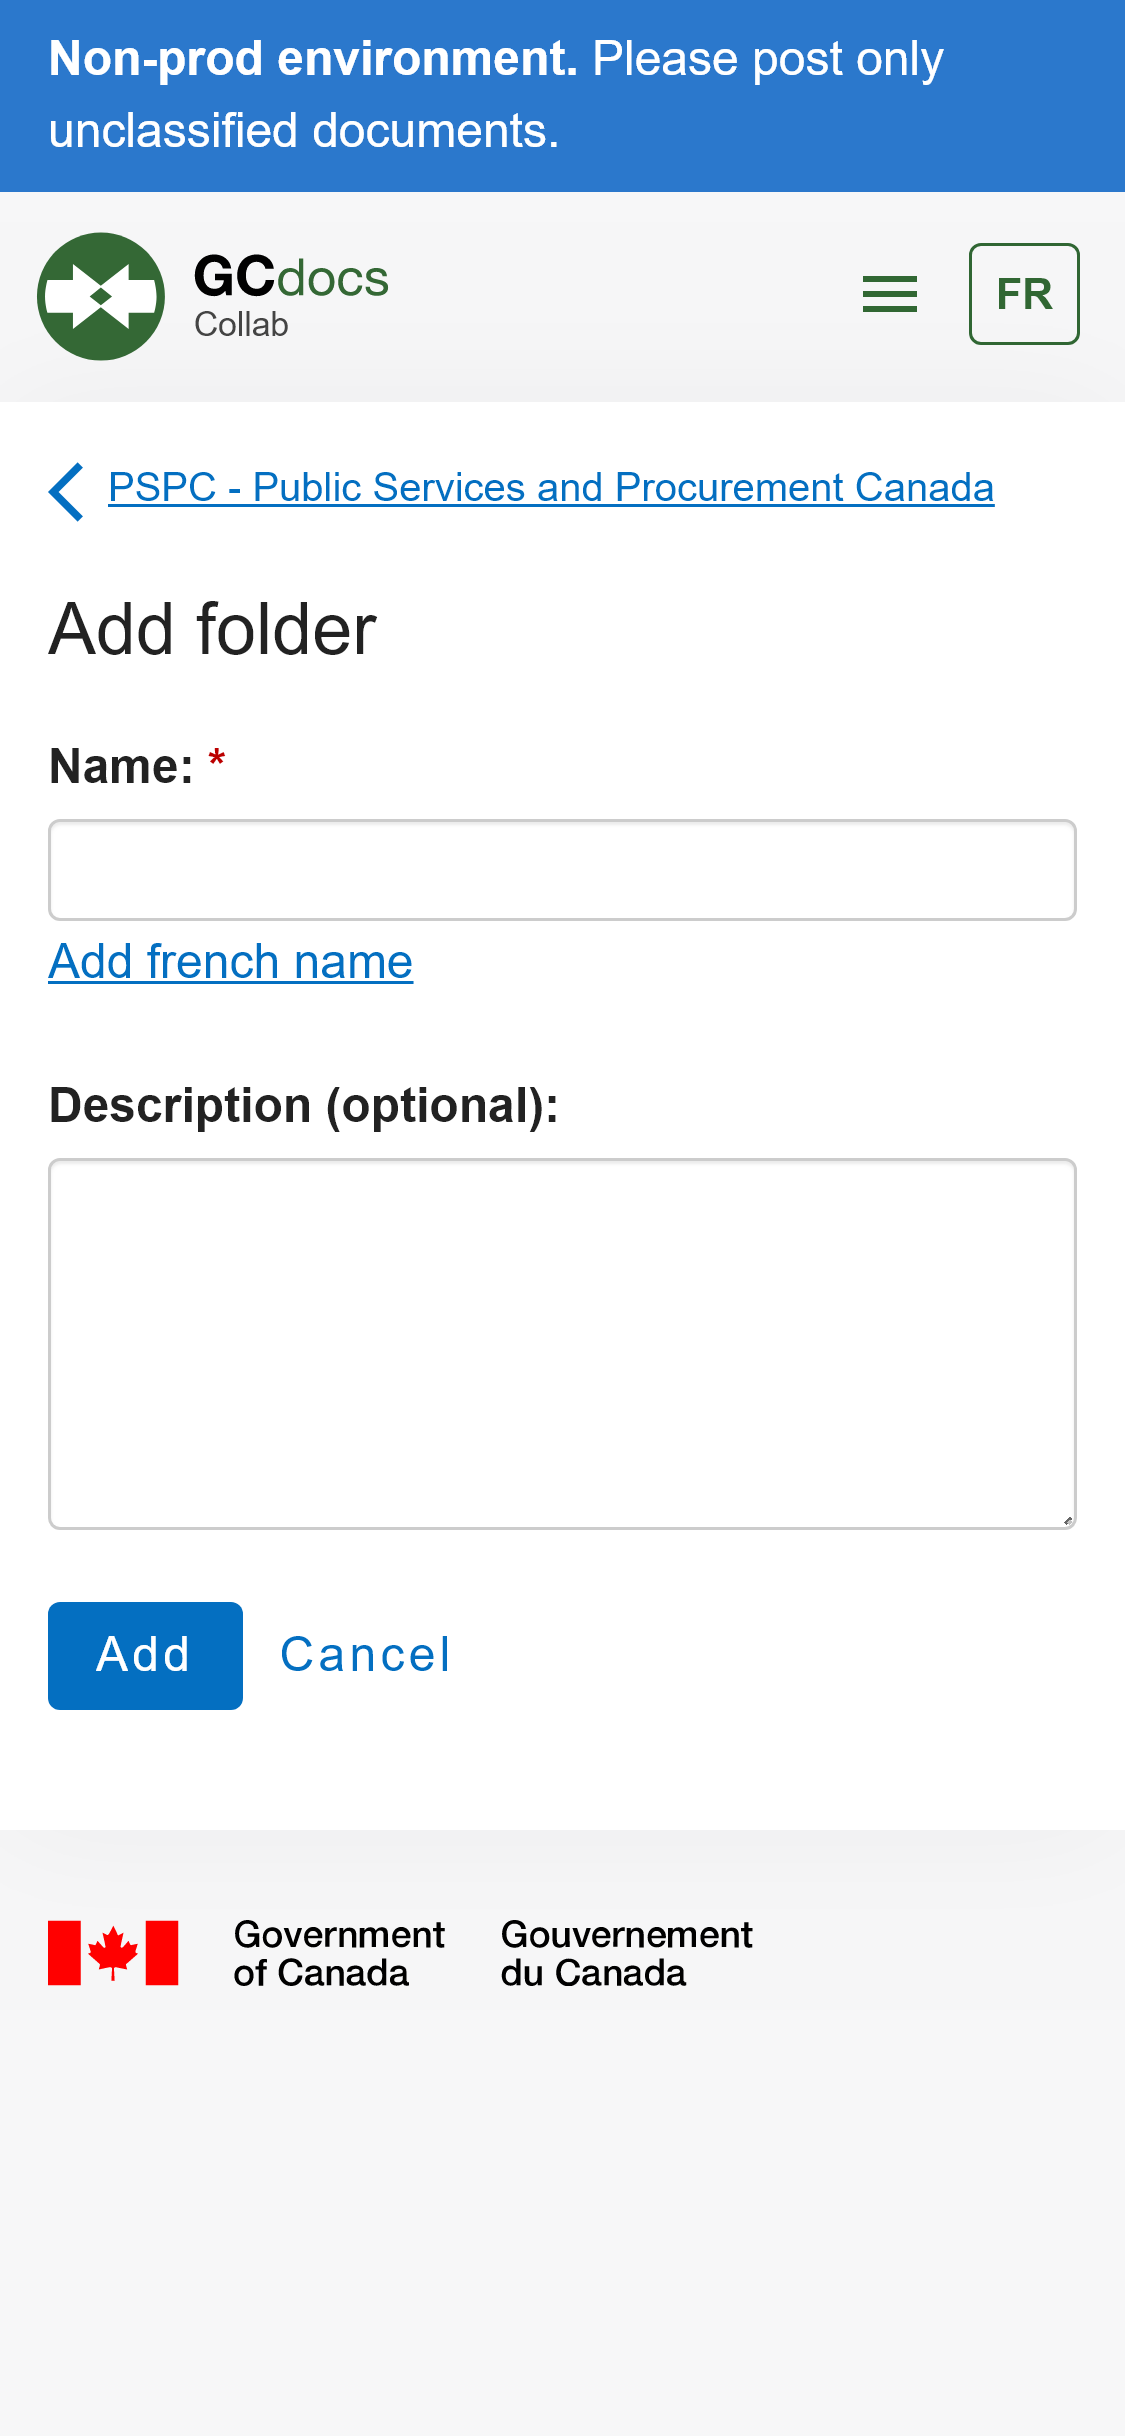 Non-prod environment. Please post only
unclassified documents.
GCdocs
Collab
FR
PSPC - Public Services and Procurement Canada
Add folder
Name: *
Add french name
Description (optional):
Add Cancel
Government of Canada
Gouvernement du Canada